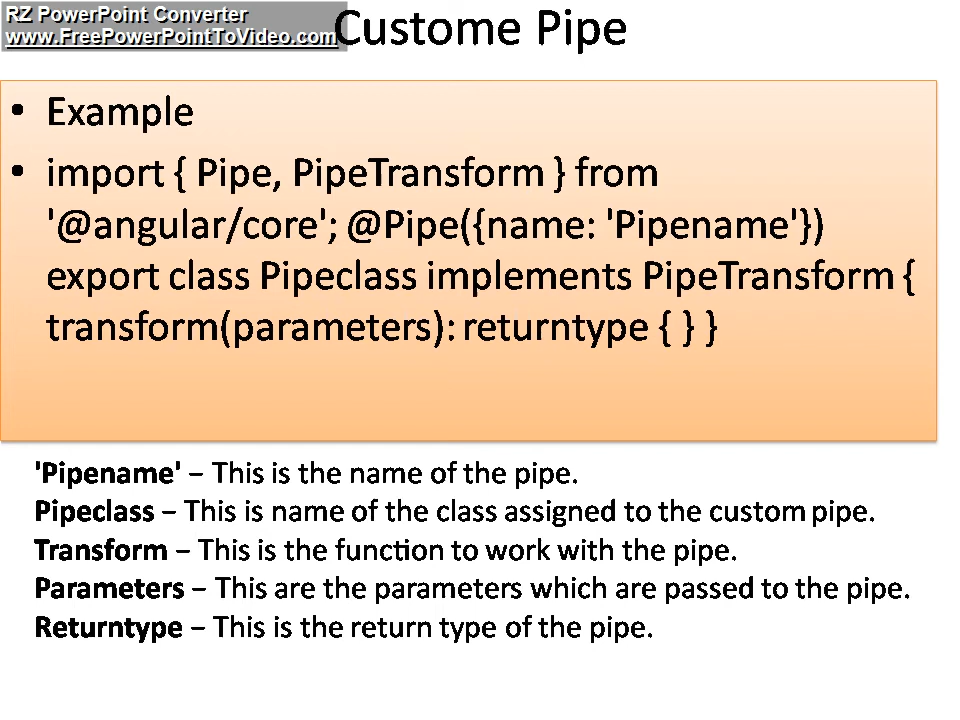 RZ PowerPoint Converter
www.FreePowerPointToVideo.com
Custome Pipe
• Example
• import { Pipe, PipeTransform } from
'@angular/core'; @Pipe({name: 'Pipename'})
export class Pipeclass implements PipeTransform {
transform(parameters): returntype { } }
'Pipename' − This is the name of the pipe.
Pipeclass − This is name of the class assigned to the custom pipe.
Transform − This is the function to work with the pipe.
Parameters − This are the parameters which are passed to the pipe.
Returntype − This is the return type of the pipe.